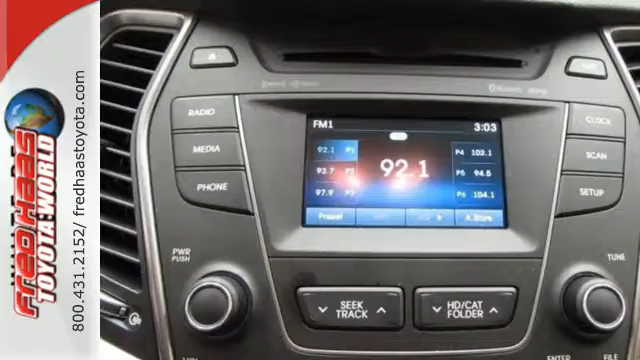 FRED HAAS
TOYOTA WORLD
800.431.2152/ fredhaastoyota.com
RADIO
MEDIA
PHONE
PWR
PUSH
FM1
3:03
92.1 P1
93.7 P2
97.9 P3
92.1
P4 102.1
P5 94.5
P6 104.1
Preset
A.Store
CLOCK
SCAN
SETUP
TUNE
SEEK
TRACK
HD/CAT
FOLDER
VOL
ENTER
FILE